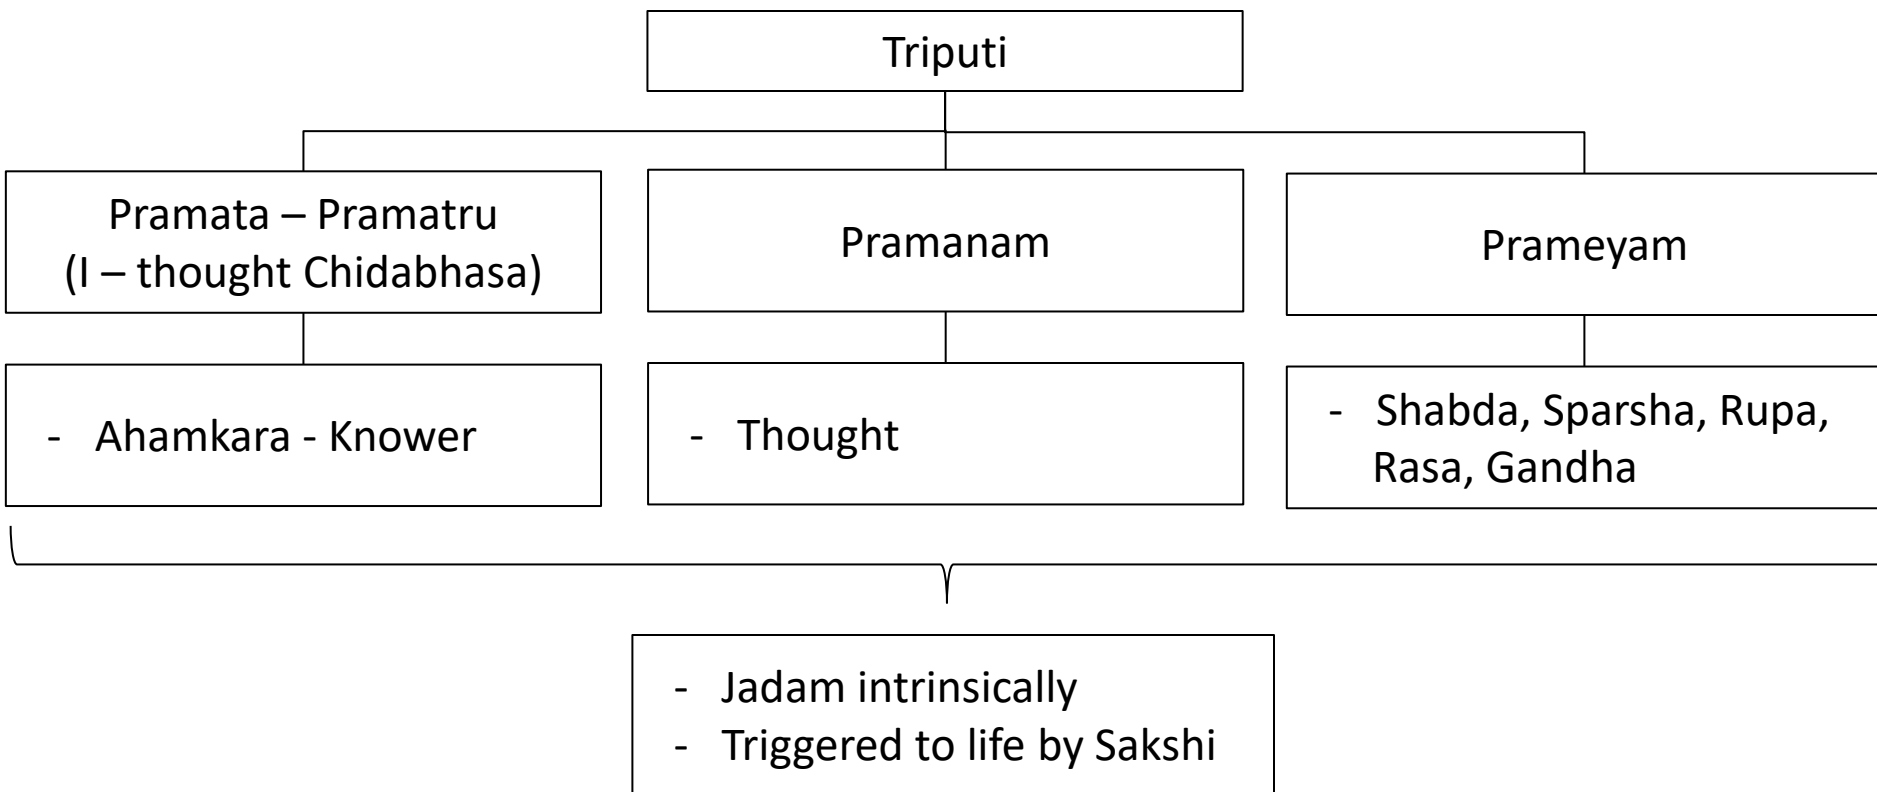 Triputi
Pramata – Pramatru
(I – thought Chidabhasa)
Pramanam
Prameyam
- Ahamkara - Knower
- Thought
- Shabda, Sparsha, Rupa,
Rasa, Gandha
- Jadam intrinsically
- Triggered to life by Sakshi